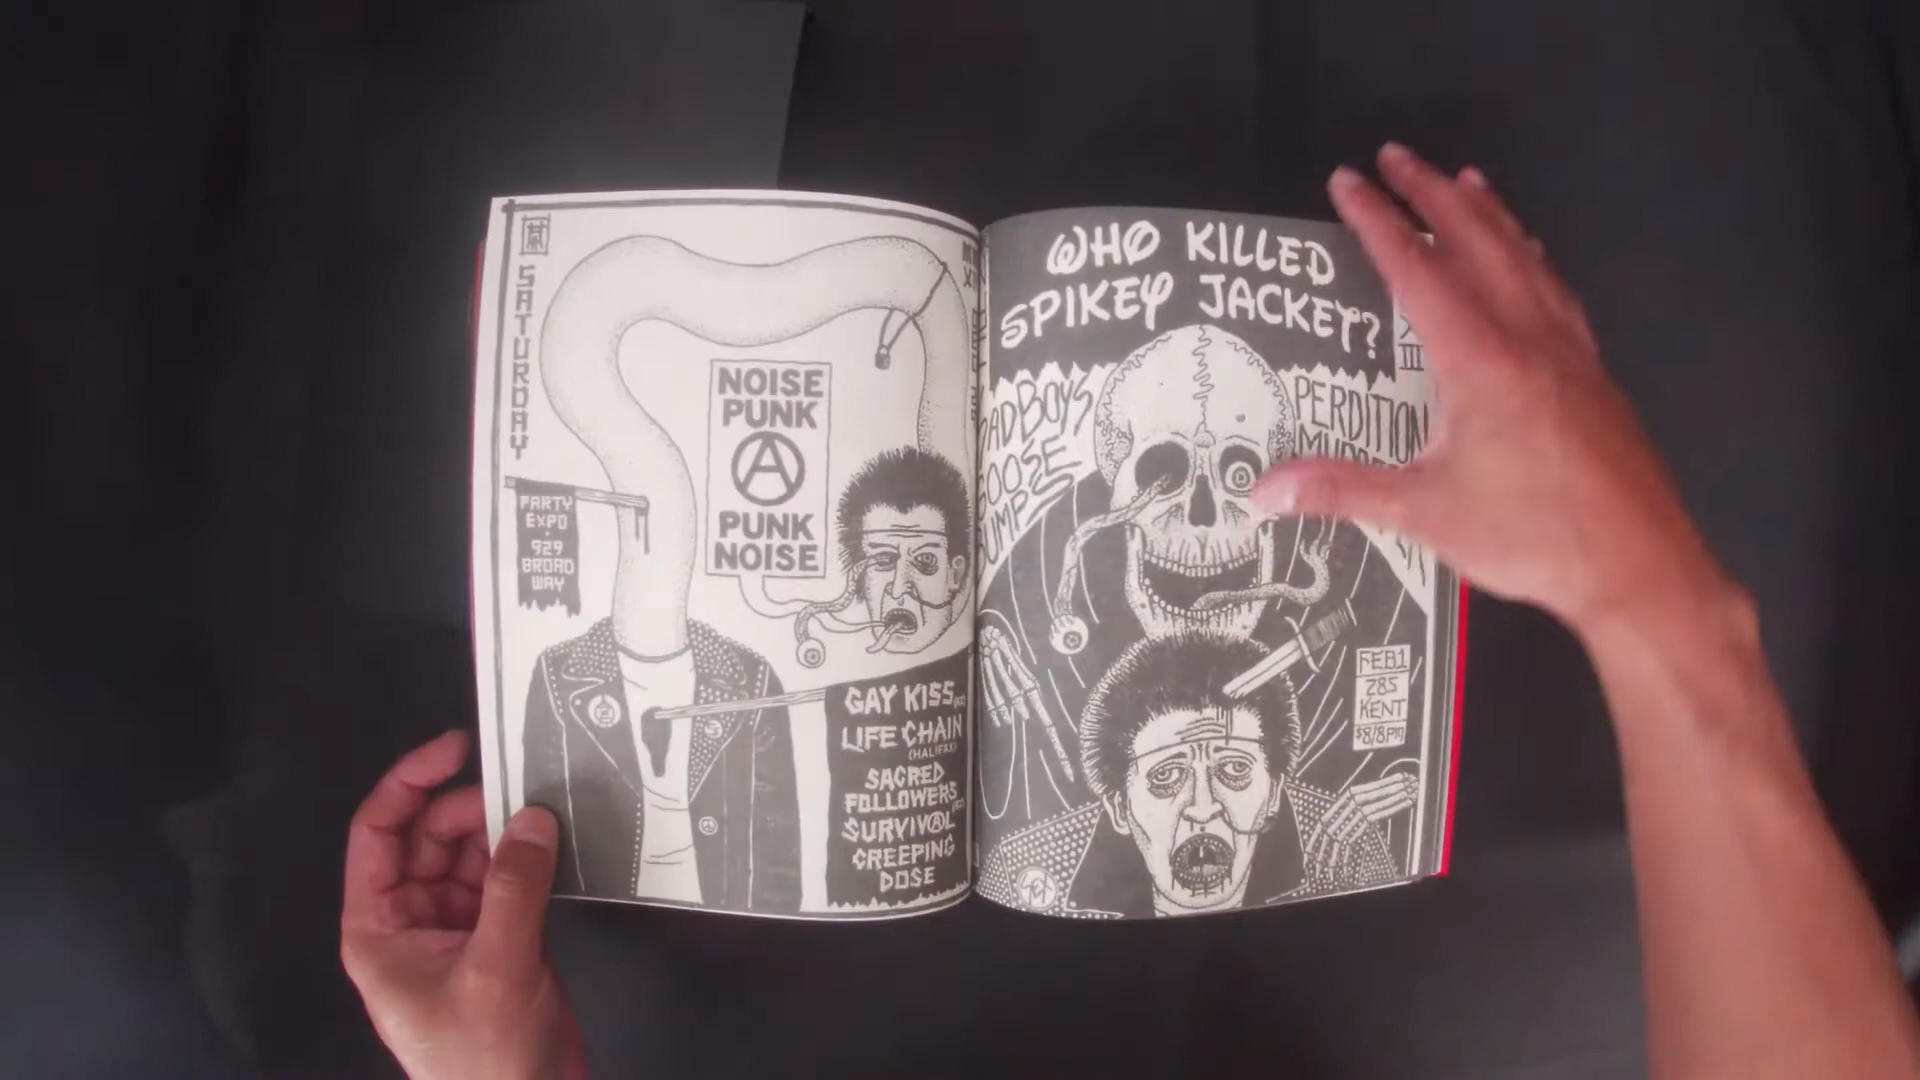 SATURDAY
NOISE
PUNK
PUNK
NOISE
PARTY
EXPO
929
BROAD
WAY
GAY KISS
LIFE CHAIN
(HALIFAX)
SACRED
FOLLOWERS
SURVIVAL
CREEPING
DOSE
WHO KILLED
SPIKEY JACKET?
PERDITION
III
FEB 1
285
KENT
$8/8PM